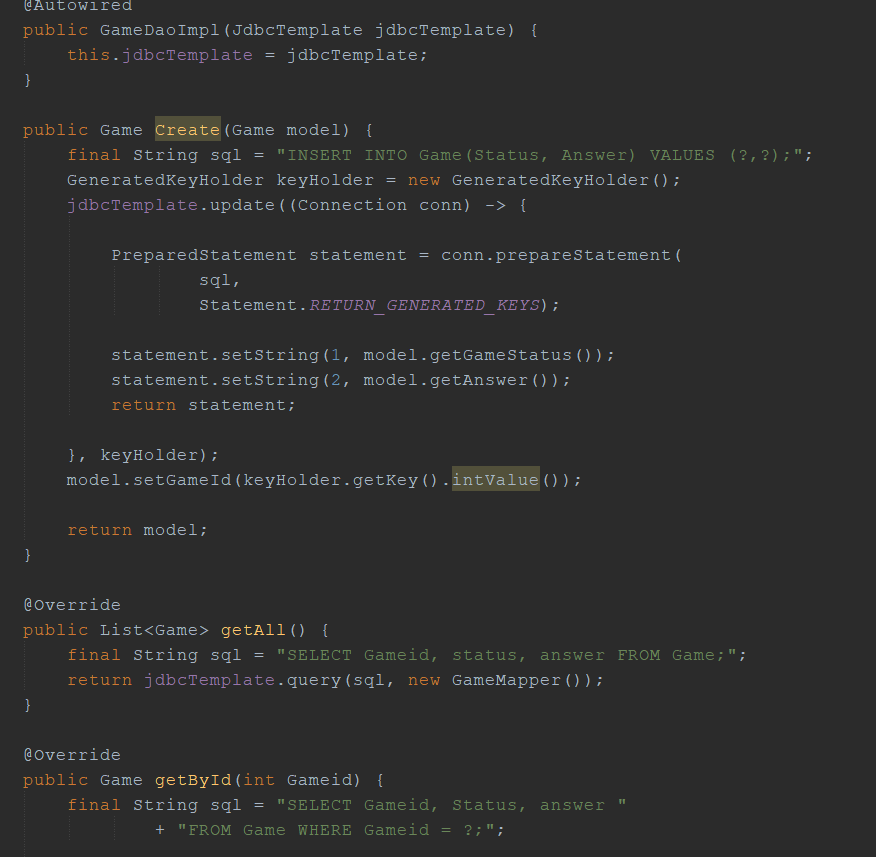 @Autowired
public GameDaoImpl(JdbcTemplate jdbcTemplate) {
this.jdbcTemplate = jdbcTemplate;
}
public Game Create(Game model) {
final String sql = "INSERT INTO Game(Status, Answer) VALUES (?,?);";
GeneratedKeyHolder keyHolder = new GeneratedKeyHolder();
jdbcTemplate.update((Connection conn) -> {
PreparedStatement statement = conn.prepareStatement(
sql,
Statement.RETURN_GENERATED_KEYS);
statement.setString(1, model.getGameStatus());
statement.setString(2, model.getAnswer());
return statement;
}, keyHolder);
model.setGameId(keyHolder.getKey().intValue());
return model;
}
@Override
public List<Game> getAll() {
final String sql = "SELECT Gameid, status, answer FROM Game;";
return jdbcTemplate.query(sql, new GameMapper());
}
@Override
public Game getById(int Gameid) {
final String sql = "SELECT Gameid, Status, answer "
+ "FROM Game WHERE Gameid = ?;";